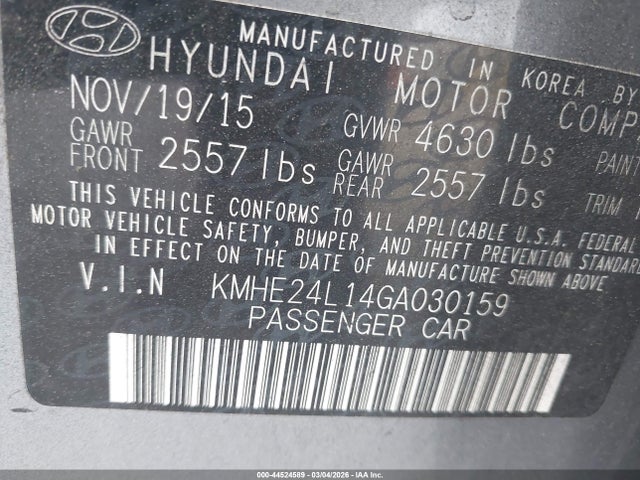 MANUFACTURED IN KOREA BY
HYUNDAI MOTOR COMP
NOV/19/15 GVWR 4630 lbs PAINT
GAWR FRONT 2557 lbs GAWR REAR 2557 lbs TRIM
THIS VEHICLE CONFORMS TO ALL APPLICABLE U.S.A. FEDERAL
MOTOR VEHICLE SAFETY, BUMPER, AND THEFT PREVENTION STANDARD
IN EFFECT ON THE DATE OF MANUFACTURE SHOWN ABOVE
V.I.N KMHE24L14GA030159
PASSENGER CAR
000-44524589 | 03/04/2026 - IAA Inc.